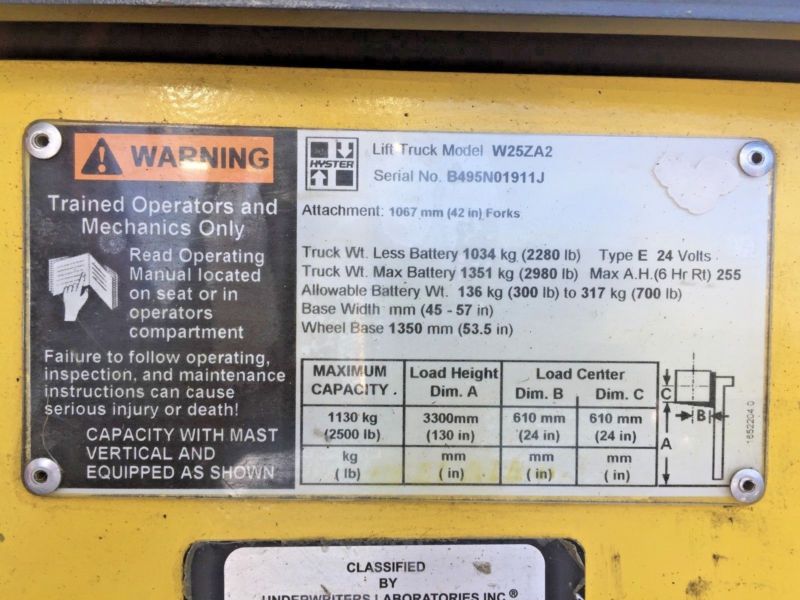 WARNING
Trained Operators and
Mechanics Only
Read Operating
Manual located
on seat or in
operators
compartment
Failure to follow operating,
inspection, and maintenance
instructions can cause
serious injury or death!
CAPACITY WITH MAST
VERTICAL AND
EQUIPPED AS SHOWN
HYSTER
Lift Truck Model W25ZA2
Serial No. B495N01911J
Attachment: 1067 mm (42 in) Forks
Truck Wt. Less Battery 1034 kg (2280 lb) Type E 24 Volts
Truck Wt. Max Battery 1351 kg (2980 lb) Max A.H.(6 Hr Rt) 255
Allowable Battery Wt. 136 kg (300 lb) to 317 kg (700 lb)
Base Width mm (45 - 57 in)
Wheel Base 1350 mm (53.5 in)
MAXIMUM CAPACITY Load Height Dim. A Load Center Dim. B Dim. C
1130 kg 3300mm 610 mm 610 mm
(2500 lb) (130 in) (24 in) (24 in)
kg mm mm mm
( lb) ( in) ( in) ( in)
C
B
A
1652204 0
CLASSIFIED
BY
UNDERWRITERS LABORATORIES INC®